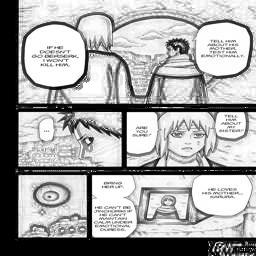 IF HE
DOESN'T
GO BERSERK,
I WON'T
KILL HIM.
TELL HIM
ABOUT HIS
MOTHER.
TEST HIM
EMOTIONALLY.
...
ARE
YOU
SURE?
TELL
HIM
ABOUT
MY
SISTER?
BRING
HER UP.
HE CAN'T BE
JINCHURIKI IF
HE CAN'T
MAINTAIN
CALM UNDER
EMOTIONAL
DURESS.
HE LOVES
HIS
MOTHER...
KARURA.